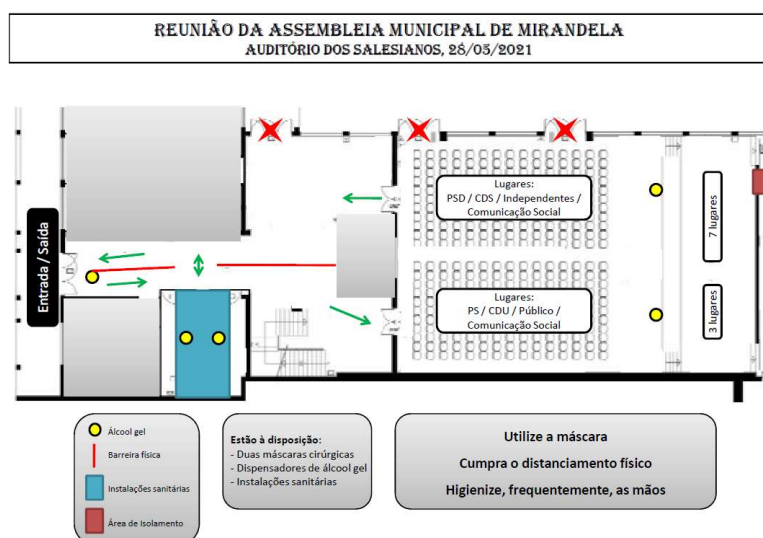 REUNIÃO DA ASSEMBLEIA MUNICIPAL DE MIRANDELA
AUDITÓRIO DOS SALESIANOS, 28/05/2021
Entrada / Saída
Lugares:
PSD / CDS / Independentes /
Comunicação Social
7 lugares
Lugares:
PS / CDU / Público /
Comunicação Social
3 lugares
Álcool gel
Barreira física
Instalações sanitárias
Área de Isolamento
Estão à disposição:
- Duas máscaras cirúrgicas
- Dispensadores de álcool gel
- Instalações sanitárias
Utilize a máscara
Cumpra o distanciamento físico
Higienize, frequentemente, as mãos